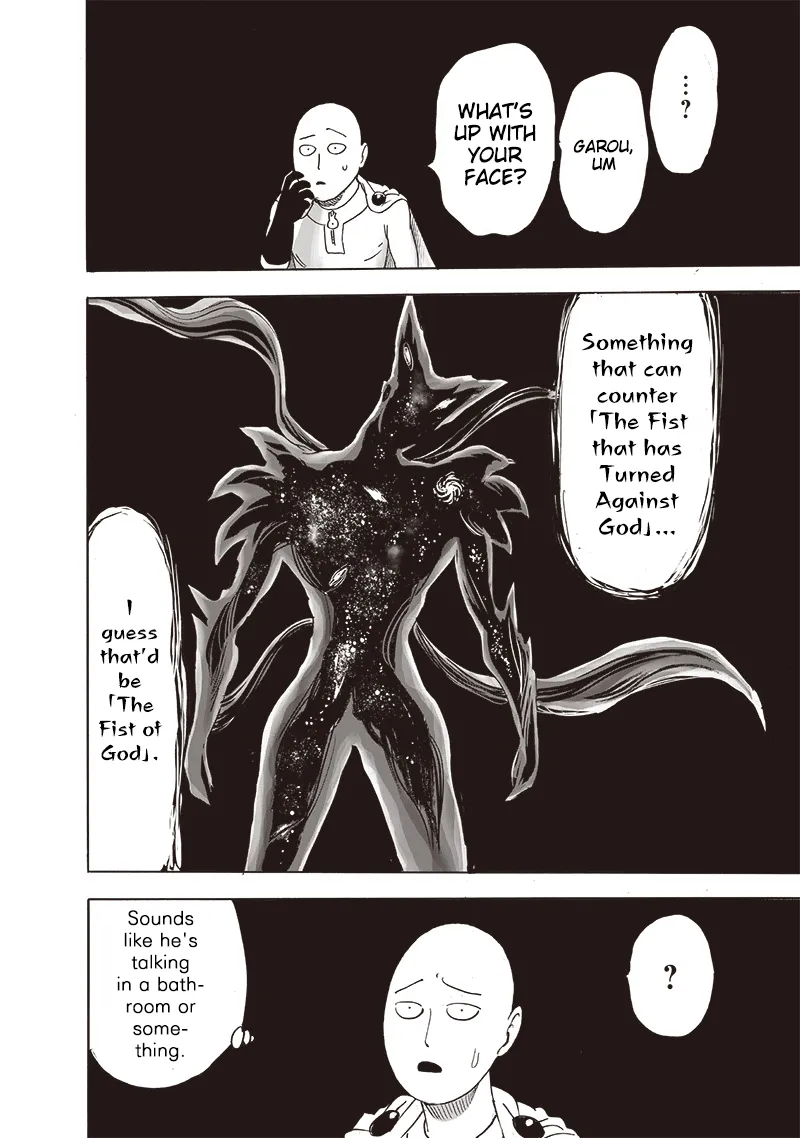 ...?
GAROU,
UM
WHAT'S
UP WITH
YOUR
FACE?
Something
that can
counter
「The Fist
that has
Turned
Against
God」...
I
guess
that'd
be
「The
Fist of
God」.
?
Sounds
like he's
talking
in a bath-
room or
some-
thing.